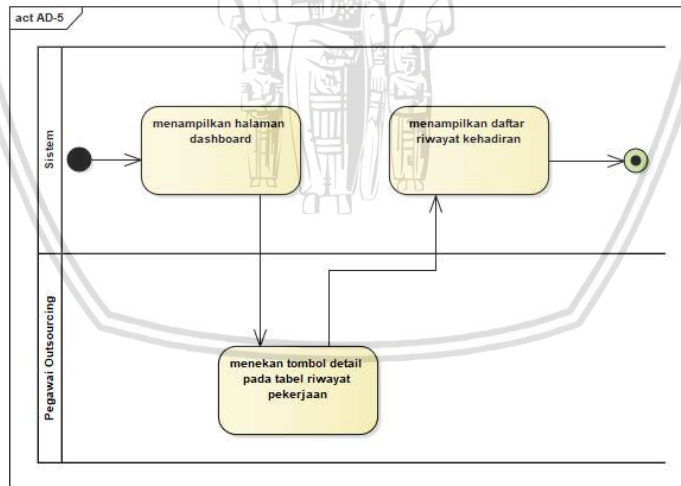 act AD-5
Sistem
menampilkan halaman
dashboard
menampilkan daftar
riwayat kehadiran
Pegawai Outsourcing
menekan tombol detail
pada tabel riwayat
pekerjaan